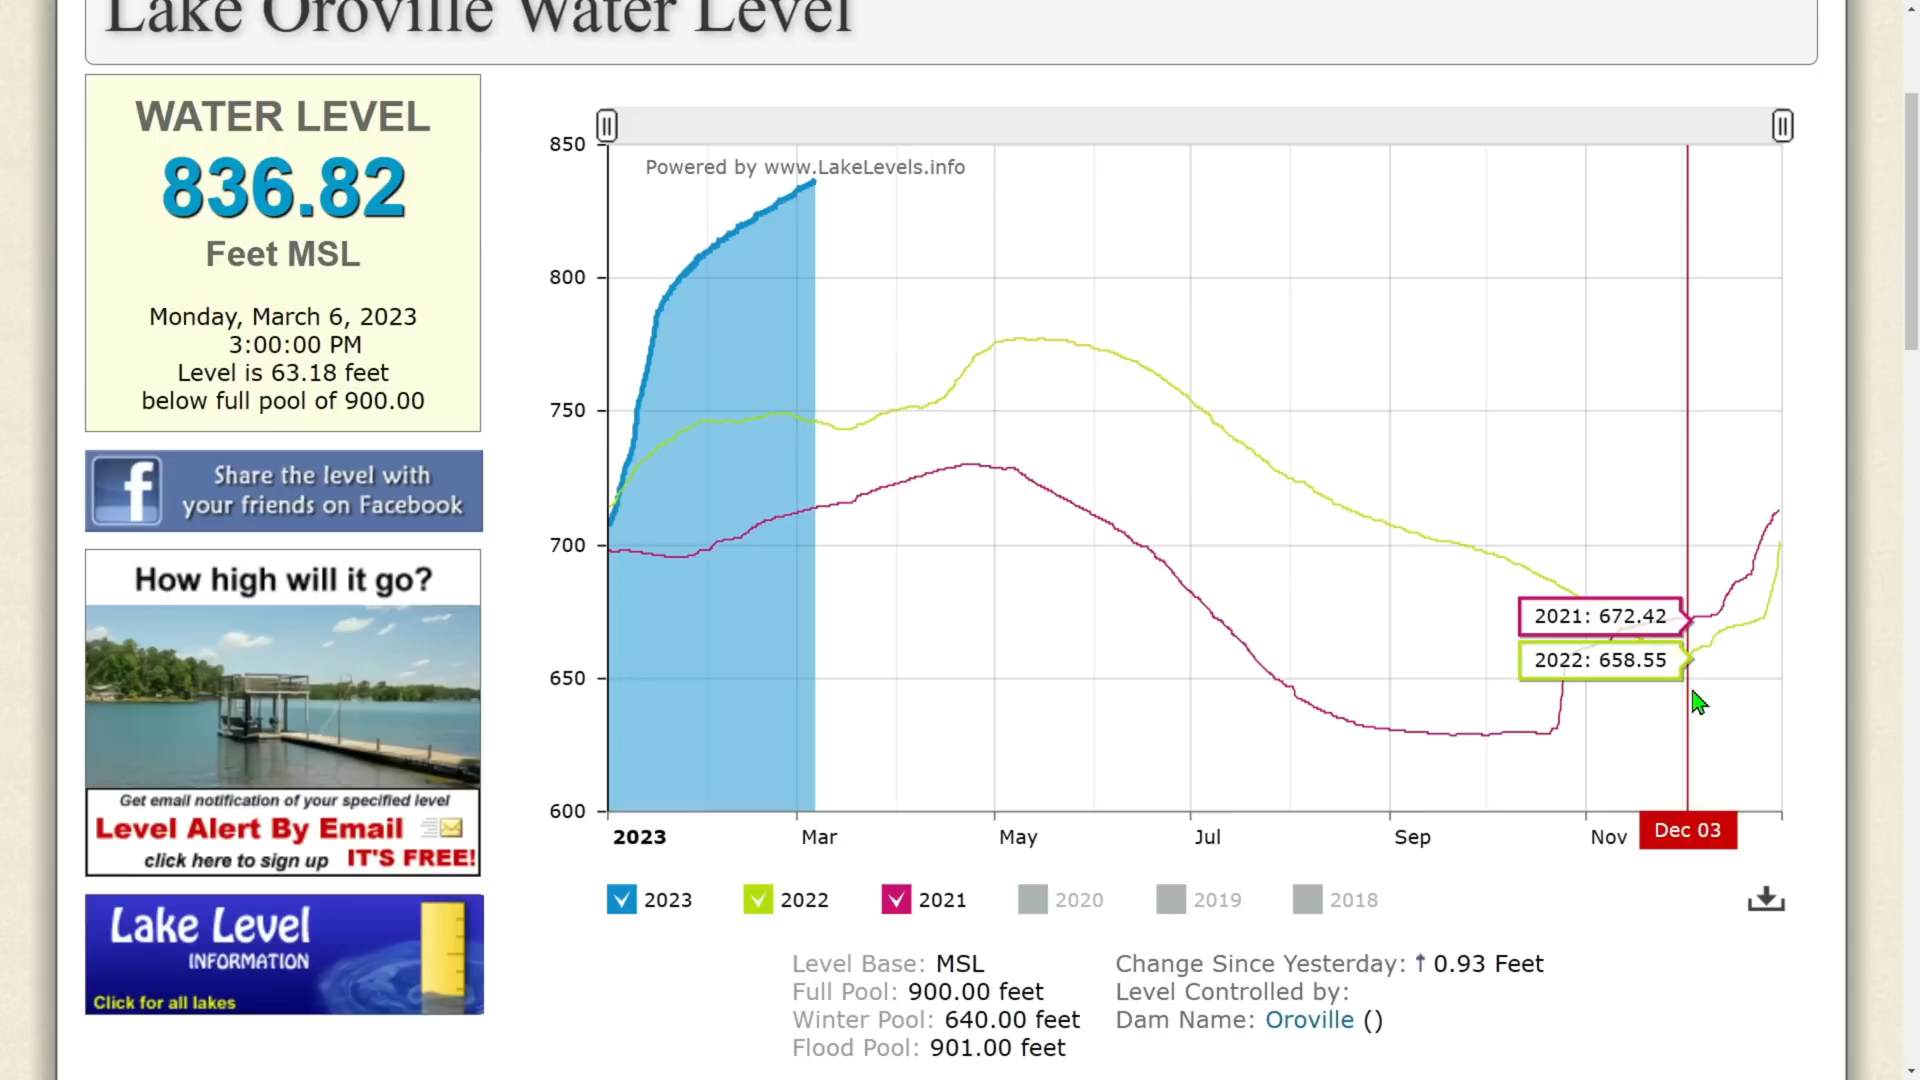 Lake Oroville Water Level
WATER LEVEL
836.82
Feet MSL
Monday, March 6, 2023
3:00:00 PM
Level is 63.18 feet
below full pool of 900.00
f
Share the level with
your friends on Facebook
How high will it go?
Get email notification of your specified level
Level Alert By Email
click here to sign up IT'S FREE!
Lake Level
INFORMATION
Click for all lakes
Powered by www.LakeLevels.info
850
800
750
700
650
600
2021: 672.42
2022: 658.55
2023 Mar May Jul Sep Nov Dec 03
2023 2022 2021 2020 2019 2018
Level Base: MSL
Full Pool: 900.00 feet
Winter Pool: 640.00 feet
Flood Pool: 901.00 feet
Change Since Yesterday: ↑ 0.93 Feet
Level Controlled by:
Dam Name: Oroville ()